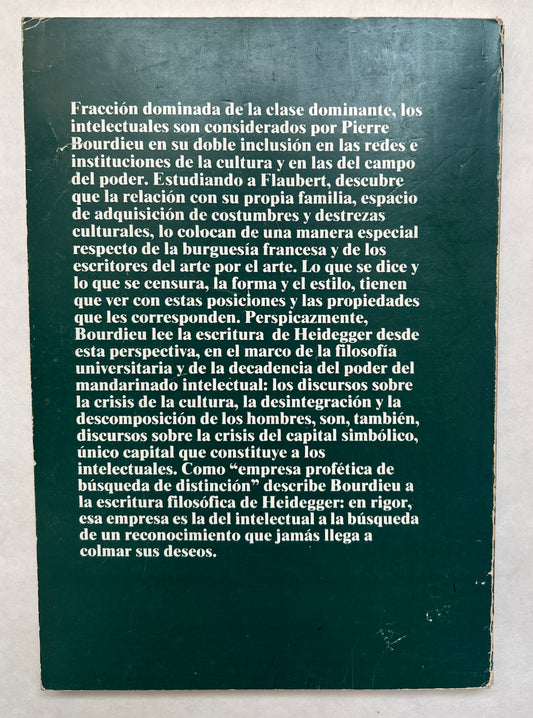 Fracción dominada de la clase dominante, los
intelectuales son considerados por Pierre
Bourdieu en su doble inclusión en las redes e
instituciones de la cultura y en las del campo
del poder. Estudiando a Flaubert, descubre
que la relación con su propia familia, espacio
de adquisición de costumbres y destrezas
culturales, lo colocan de una manera especial
respecto de la burguesía francesa y de los
escritores del arte por el arte. Lo que se dice y
lo que se censura, la forma y el estilo, tienen
que ver con estas posiciones y las propiedades
que les corresponden. Perspicazmente,
Bourdieu lee la escritura de Heidegger desde
esta perspectiva, en el marco de la filosofía
universitaria y de la decadencia del poder del
mandarinado intelectual: los discursos sobre
la crisis de la cultura, la desintegración y la
descomposición de los hombres, son, también,
discursos sobre la crisis del capital simbólico,
único capital que constituye a los
intelectuales. Como “empresa profética de
búsqueda de distinción” describe Bourdieu a
la escritura filosófica de Heidegger: en rigor,
esa empresa es la del intelectual a la búsqueda
de un reconocimiento que jamás llega a
colmar sus deseos.